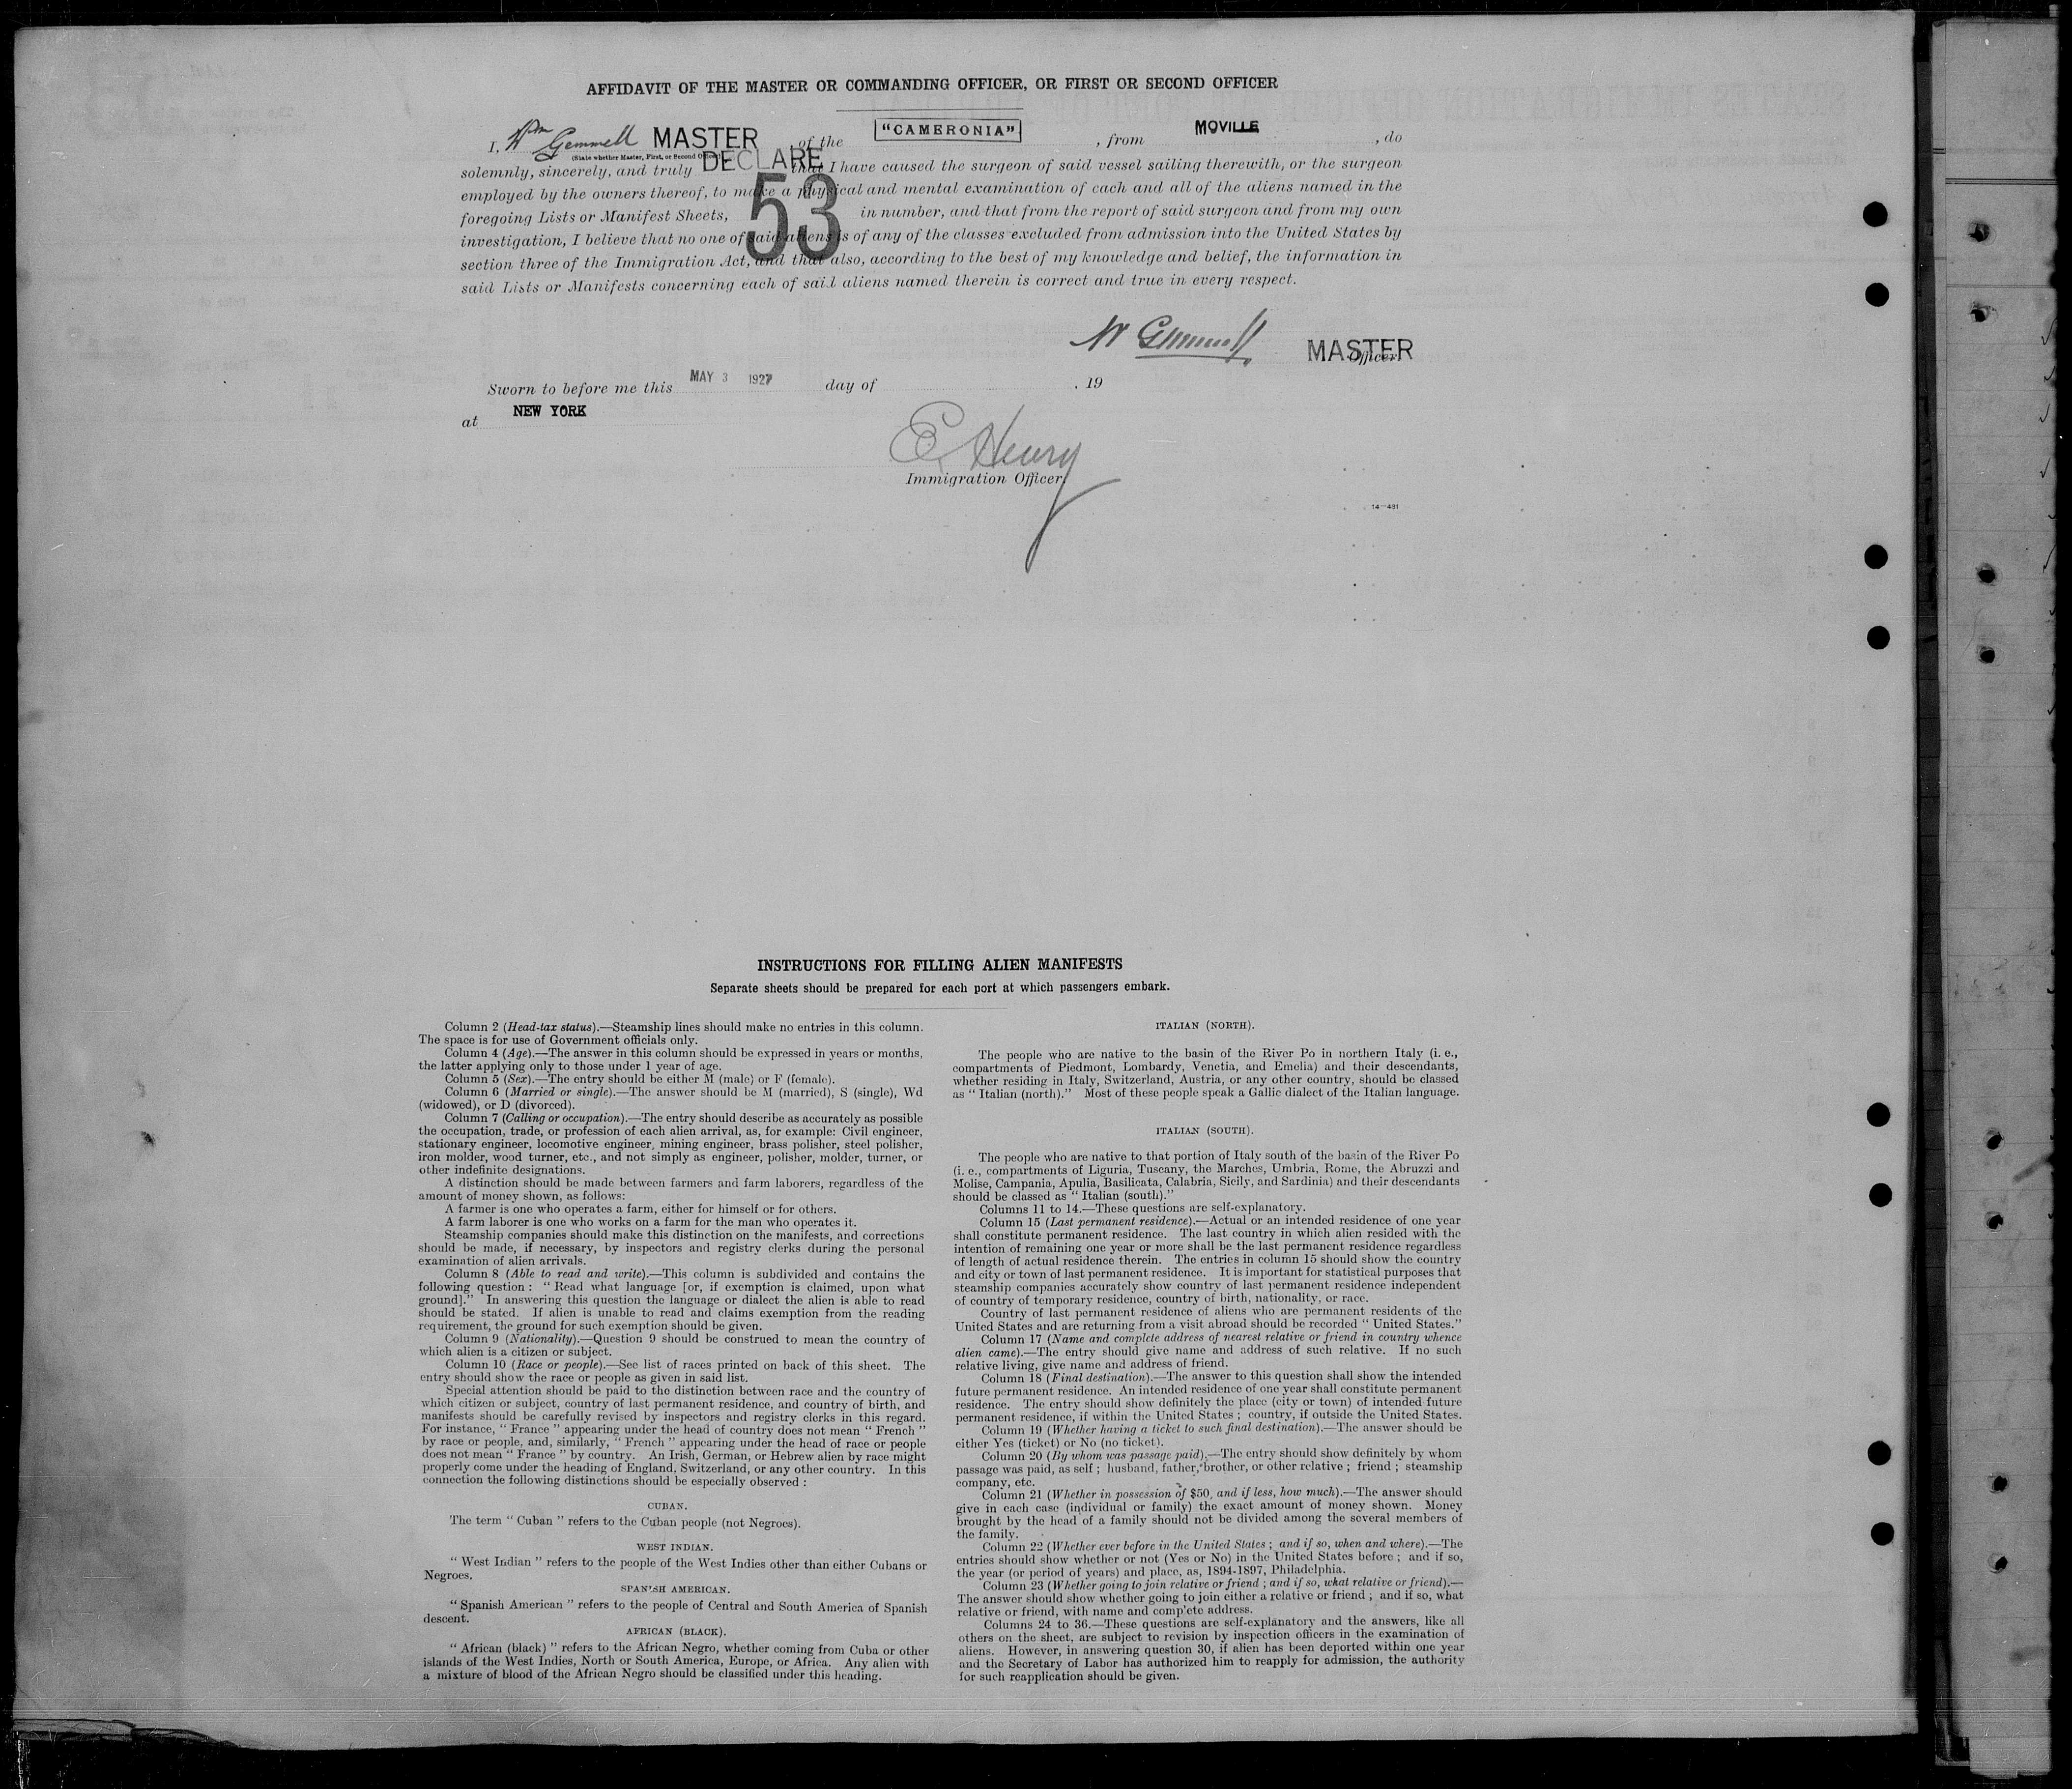 AFFIDAVIT OF THE MASTER OR COMMANDING OFFICER, OR FIRST OR SECOND OFFICER
I, Wm Gemmell MASTER, of the "CAMERONIA", from MOVILLE, do
(State whether Master, First, or Second Officer.)
solemnly, sincerely, and truly DECLARE that I have caused the surgeon of said vessel sailing therewith, or the surgeon
employed by the owners thereof, to make a physical and mental examination of each and all of the aliens named in the
foregoing Lists or Manifest Sheets, 53 in number, and that from the report of said surgeon and from my own
investigation, I believe that no one of said aliens is of any of the classes excluded from admission into the United States by
section three of the Immigration Act, and that also, according to the best of my knowledge and belief, the information in
said Lists or Manifests concerning each of said aliens named therein is correct and true in every respect.
W Gemmell MASTER
Officer.
Sworn to before me this MAY 3 1927 day of , 19
at NEW YORK
E. Henry
Immigration Officer.
14—481
INSTRUCTIONS FOR FILLING ALIEN MANIFESTS
Separate sheets should be prepared for each port at which passengers embark.
Column 2 (Head-tax status).—Steamship lines should make no entries in this column.
The space is for use of Government officials only.
Column 4 (Age).—The answer in this column should be expressed in years or months,
the latter applying only to those under 1 year of age.
Column 5 (Sex).—The entry should be either M (male) or F (female).
Column 6 (Married or single).—The answer should be M (married), S (single), Wd
(widowed), or D (divorced).
Column 7 (Calling or occupation).—The entry should describe as accurately as possible
the occupation, trade, or profession of each alien arrival, as, for example: Civil engineer,
stationary engineer, locomotive engineer, mining engineer, brass polisher, steel polisher,
iron molder, wood turner, etc., and not simply as engineer, polisher, molder, turner, or
other indefinite designations.
A distinction should be made between farmers and farm laborers, regardless of the
amount of money shown, as follows:
A farmer is one who operates a farm, either for himself or for others.
A farm laborer is one who works on a farm for the man who operates it.
Steamship companies should make this distinction on the manifests, and corrections
should be made, if necessary, by inspectors and registry clerks during the personal
examination of alien arrivals.
Column 8 (Able to read and write).—This column is subdivided and contains the
following question : " Read what language [or, if exemption is claimed, upon what
ground]." In answering this question the language or dialect the alien is able to read
should be stated. If alien is unable to read and claims exemption from the reading
requirement, the ground for such exemption should be given.
Column 9 (Nationality).—Question 9 should be construed to mean the country of
which alien is a citizen or subject.
Column 10 (Race or people).—See list of races printed on back of this sheet. The
entry should show the race or people as given in said list.
Special attention should be paid to the distinction between race and the country of
which citizen or subject, country of last permanent residence, and country of birth, and
manifests should be carefully revised by inspectors and registry clerks in this regard.
For instance, " France " appearing under the head of country does not mean " French "
by race or people, and, similarly, " French " appearing under the head of race or people
does not mean " France " by country. An Irish, German, or Hebrew alien by race might
properly come under the heading of England, Switzerland, or any other country. In this
connection the following distinctions should be especially observed :
CUBAN.
The term " Cuban " refers to the Cuban people (not Negroes).
WEST INDIAN.
" West Indian " refers to the people of the West Indies other than either Cubans or
Negroes.
SPANISH AMERICAN.
" Spanish American " refers to the people of Central and South America of Spanish
descent.
AFRICAN (BLACK).
" African (black) " refers to the African Negro, whether coming from Cuba or other
islands of the West Indies, North or South America, Europe, or Africa. Any alien with
a mixture of blood of the African Negro should be classified under this heading.
ITALIAN (NORTH).
The people who are native to the basin of the River Po in northern Italy (i. e.,
compartments of Piedmont, Lombardy, Venetia, and Emelia) and their descendants,
whether residing in Italy, Switzerland, Austria, or any other country, should be classed
as " Italian (north)." Most of these people speak a Gallic dialect of the Italian language.
ITALIAN (SOUTH).
The people who are native to that portion of Italy south of the basin of the River Po
(i. e., compartments of Liguria, Tuscany, the Marches, Umbria, Rome, the Abruzzi and
Molise, Campania, Apulia, Basilicata, Calabria, Sicily, and Sardinia) and their descendants
should be classed as " Italian (south)."
Columns 11 to 14.—These questions are self-explanatory.
Column 15 (Last permanent residence).—Actual or an intended residence of one year
shall constitute permanent residence. The last country in which alien resided with the
intention of remaining one year or more shall be the last permanent residence regardless
of length of actual residence therein. The entries in column 15 should show the country
and city or town of last permanent residence. It is important for statistical purposes that
steamship companies accurately show country of last permanent residence independent
of country of temporary residence, country of birth, nationality, or race.
Country of last permanent residence of aliens who are permanent residents of the
United States and are returning from a visit abroad should be recorded " United States."
Column 17 (Name and complete address of nearest relative or friend in country whence
alien came).—The entry should give name and address of such relative. If no such
relative living, give name and address of friend.
Column 18 (Final destination).—The answer to this question shall show the intended
future permanent residence. An intended residence of one year shall constitute permanent
residence. The entry should show definitely the place (city or town) of intended future
permanent residence, if within the United States ; country, if outside the United States.
Column 19 (Whether having a ticket to such final destination).—The answer should be
either Yes (ticket) or No (no ticket).
Column 20 (By whom was passage paid).—The entry should show definitely by whom
passage was paid, as self ; husband, father, brother, or other relative ; friend ; steamship
company, etc.
Column 21 (Whether in possession of $50, and if less, how much).—The answer should
give in each case (individual or family) the exact amount of money shown. Money
brought by the head of a family should not be divided among the several members of
the family.
Column 22 (Whether ever before in the United States ; and if so, when and where).—The
entries should show whether or not (Yes or No) in the United States before ; and if so,
the year (or period of years) and place, as, 1894-1897, Philadelphia.
Column 23 (Whether going to join relative or friend ; and if so, what relative or friend).—
The answer should show whether going to join either a relative or friend ; and if so, what
relative or friend, with name and complete address.
Columns 24 to 36.—These questions are self-explanatory and the answers, like all
others on the sheet, are subject to revision by inspection officers in the examination of
aliens. However, in answering question 30, if alien has been deported within one year
and the Secretary of Labor has authorized him to reapply for admission, the authority
for such reapplication should be given.